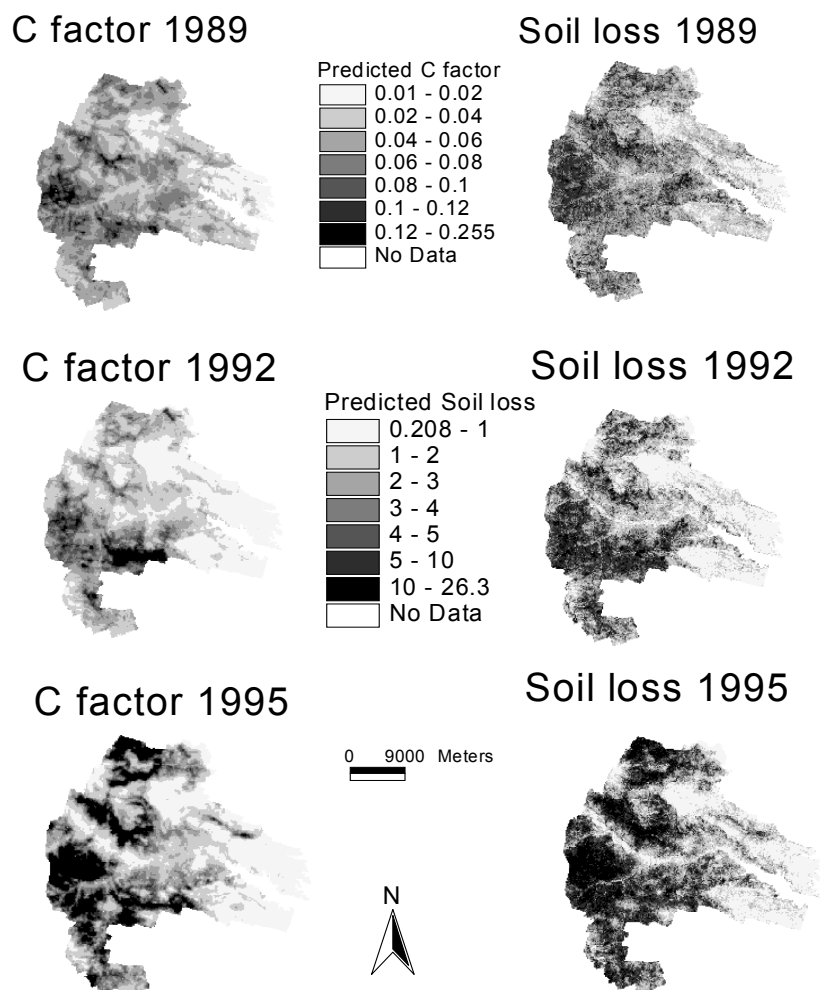 C factor 1989
Soil loss 1989
Predicted C factor
0.01 - 0.02
0.02 - 0.04
0.04 - 0.06
0.06 - 0.08
0.08 - 0.1
0.1 - 0.12
0.12 - 0.255
No Data
C factor 1992
Soil loss 1992
Predicted Soil loss
0.208 - 1
1 - 2
2 - 3
3 - 4
4 - 5
5 - 10
10 - 26.3
No Data
C factor 1995
Soil loss 1995
0 9000 Meters
N